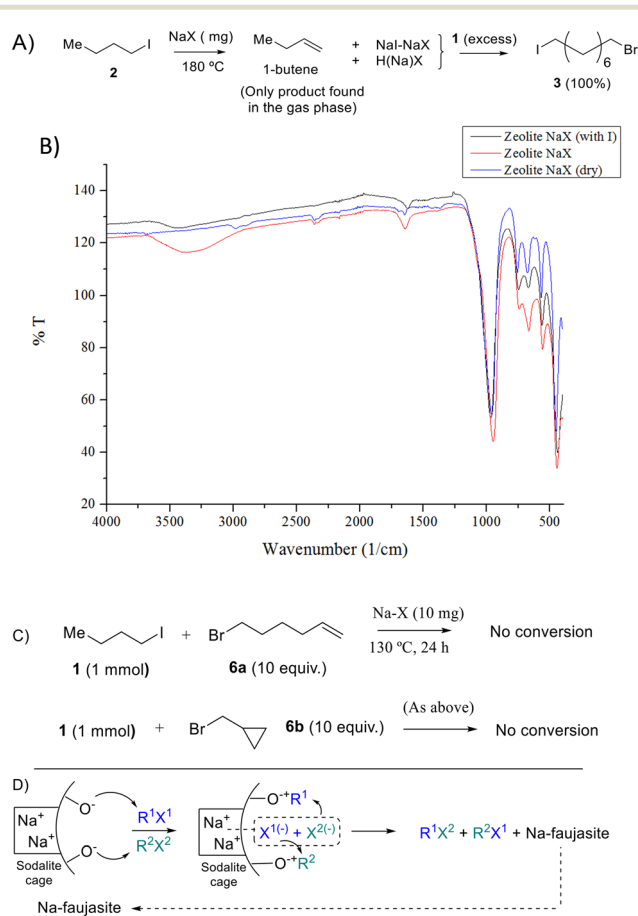 A)
Me I NaX ( mg) Me + NaI-NaX 1 (excess) I Br
2 180 ºC 1-butene + H(Na)X 6
(Only product found 3 (100%)
in the gas phase)
B)
Zeolite NaX (with I)
Zeolite NaX
Zeolite NaX (dry)
140
120
100
80
60
40
20
% T
4000 3500 3000 2500 2000 1500 1000 500
Wavenumber (1/cm)
C)
Me I + Br Na-X (10 mg) No conversion
1 (1 mmol) 6a (10 equiv.) 130 ºC, 24 h
1 (1 mmol) + Br 6b (10 equiv.) (As above) No conversion
D)
Na+ O- R1X1 Na+ O-+R1
Na+ O- R2X2 Na+ X1(-) + X2(-) R1X2 + R2X1 + Na-faujasite
Sodalite cage Sodalite cage O-+R2
Na-faujasite